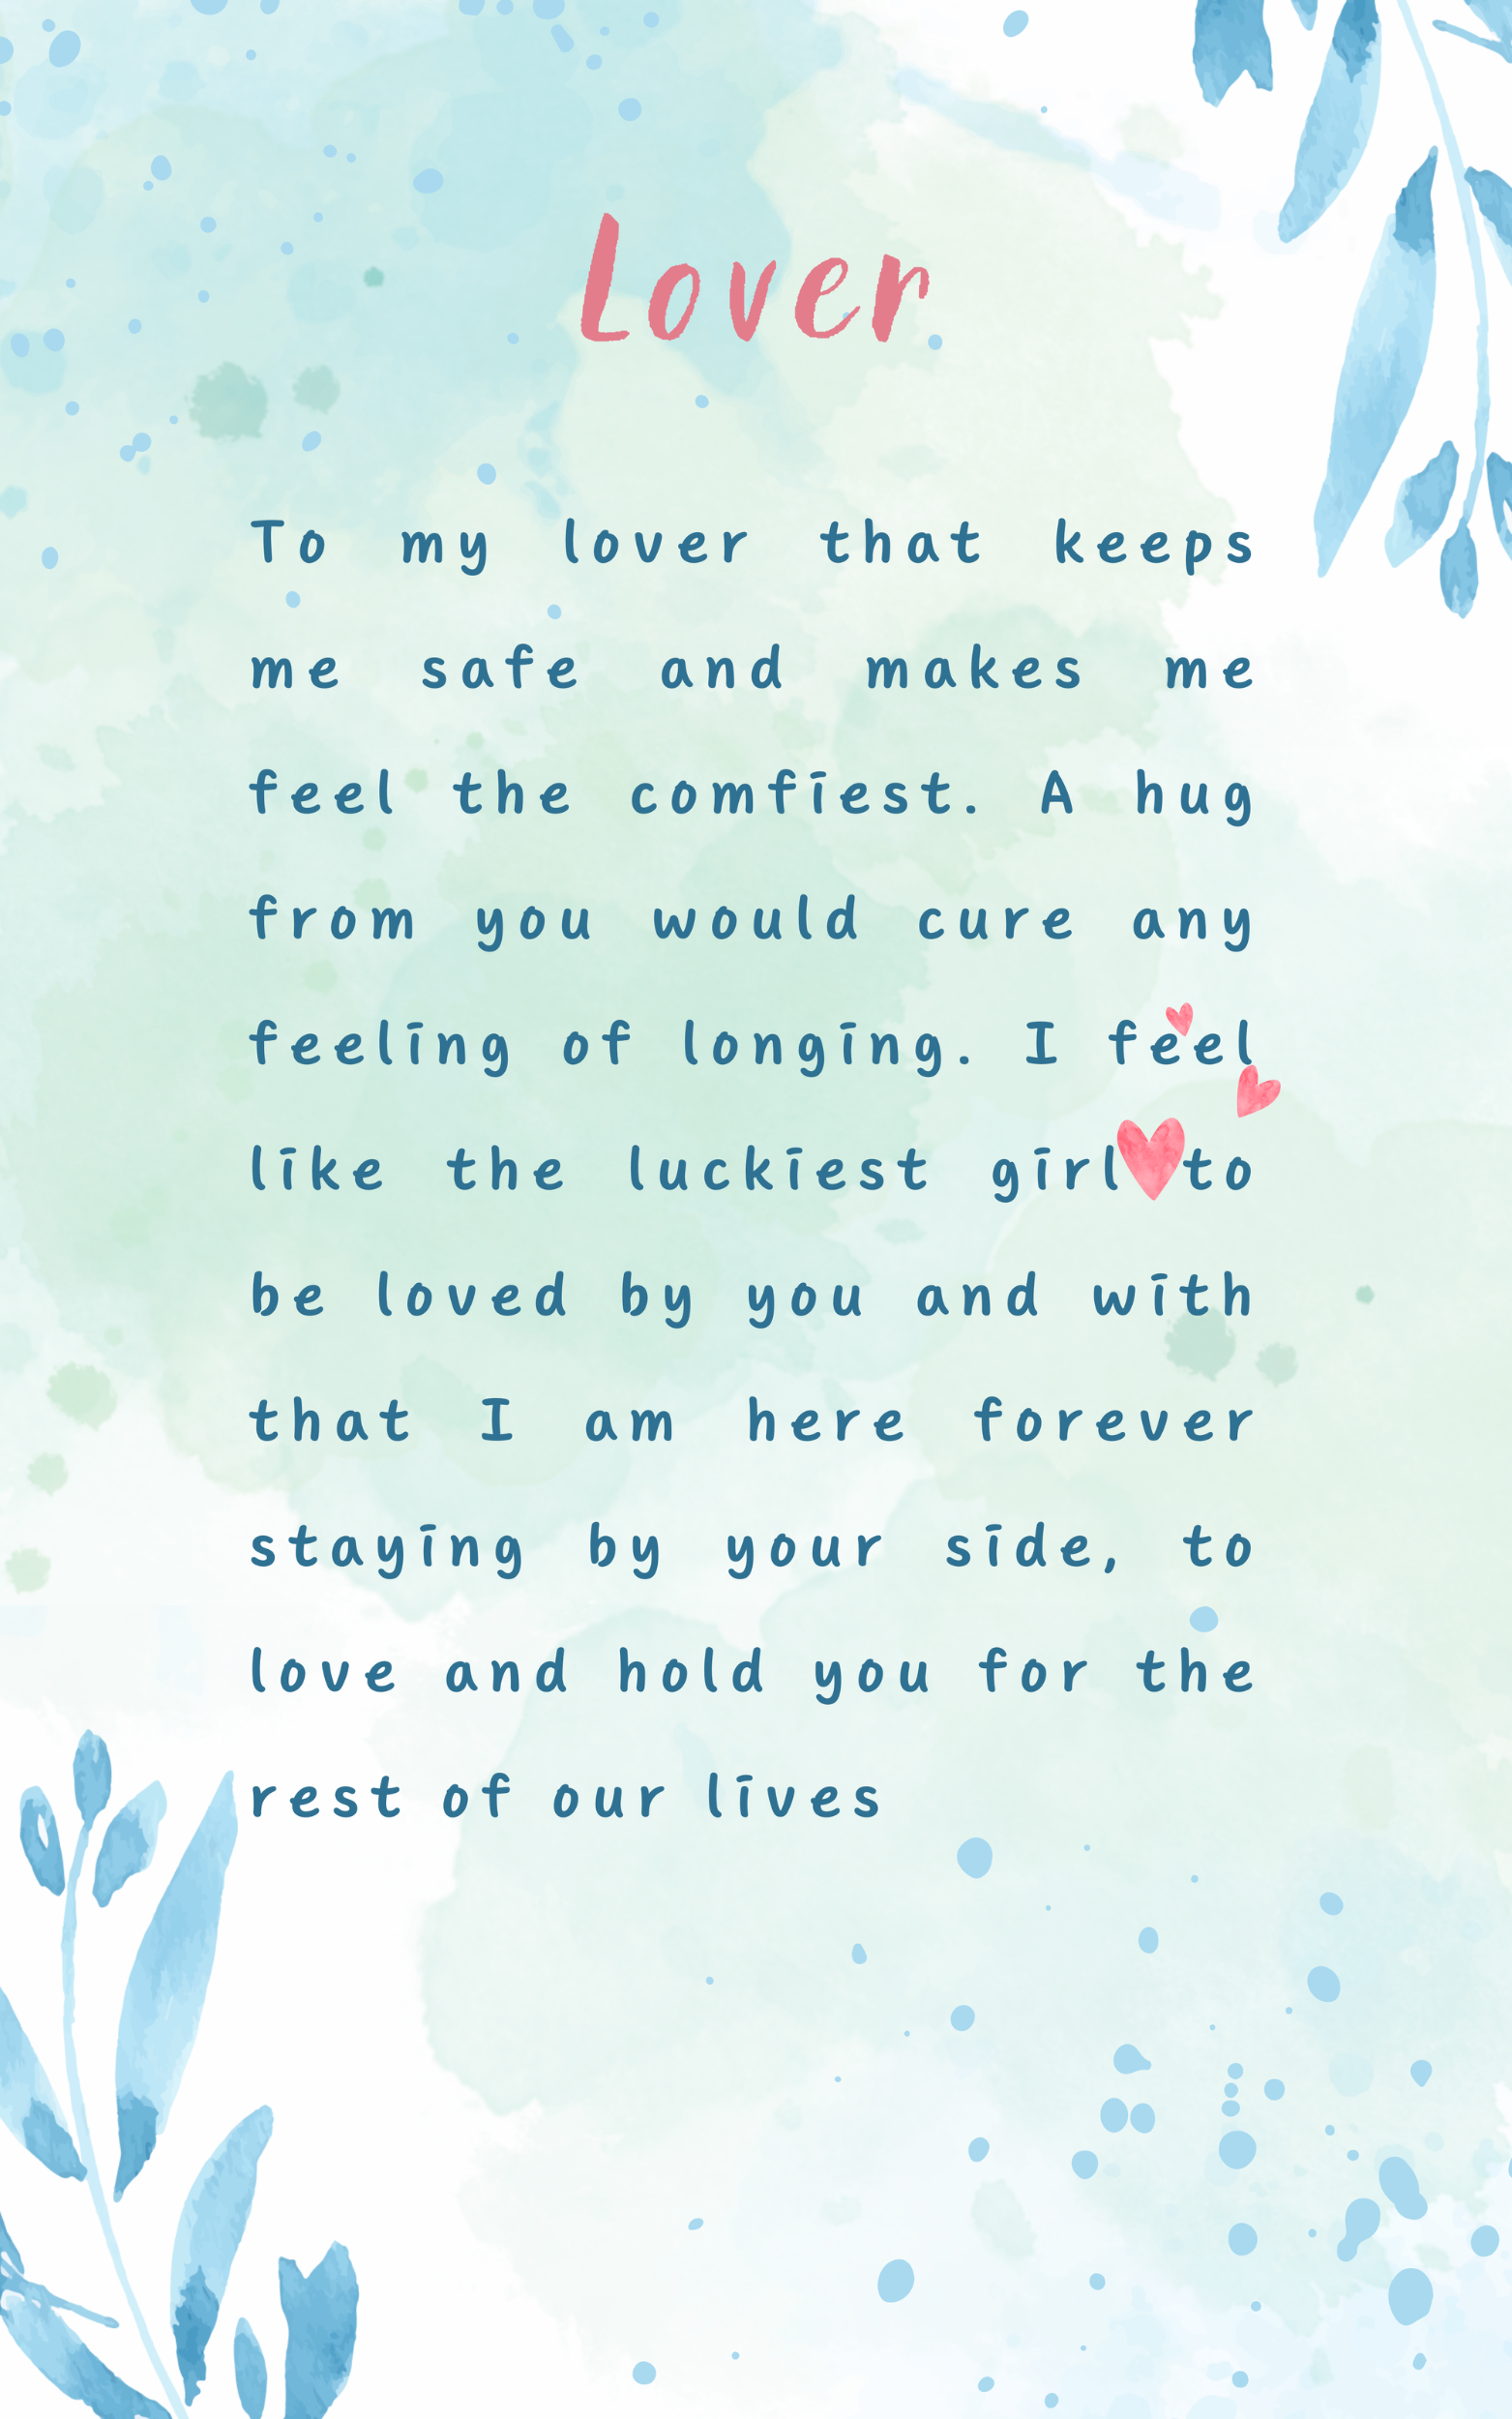 Lover
To my lover that keeps
me safe and makes me
feel the comfiest. A hug
from you would cure any
feeling of longing. I feel
like the luckiest girl to
be loved by you and with
that I am here forever
staying by your side, to
love and hold you for the
rest of our lives